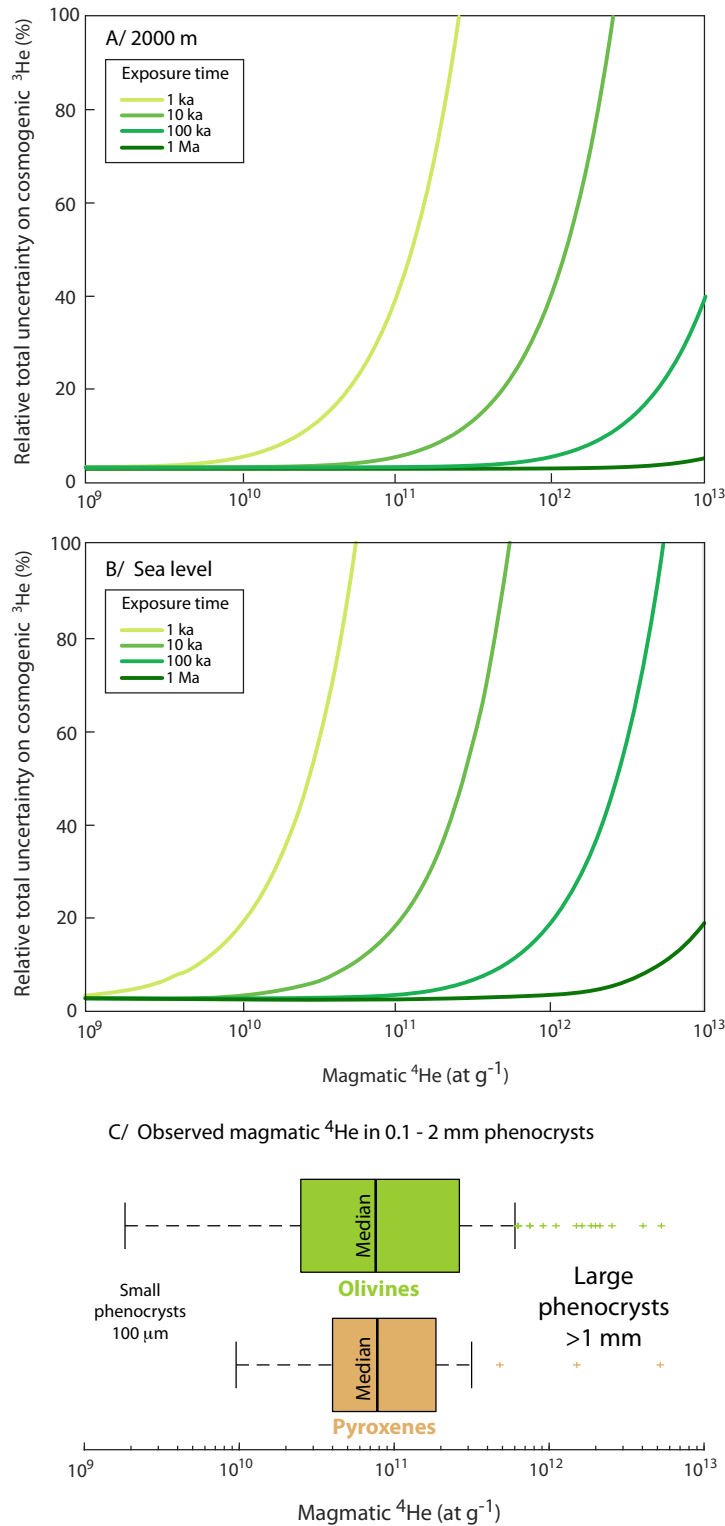 A/ 2000 m
Exposure time
1 ka
10 ka
100 ka
1 Ma
Relative total uncertainty on cosmogenic ³He (%)
100
80
60
40
20
0
10⁹
10¹⁰
10¹¹
10¹²
10¹³
B/ Sea level
Exposure time
1 ka
10 ka
100 ka
1 Ma
Relative total uncertainty on cosmogenic ³He (%)
100
80
60
40
20
0
10⁹
10¹⁰
10¹¹
10¹²
10¹³
Magmatic ⁴He (at g⁻¹)
C/ Observed magmatic ⁴He in 0.1 - 2 mm phenocrysts
Median
Olivines
Small
phenocrysts
100 μm
Large
phenocrysts
>1 mm
Median
Pyroxenes
10⁹
10¹⁰
10¹¹
10¹²
10¹³
Magmatic ⁴He (at g⁻¹)